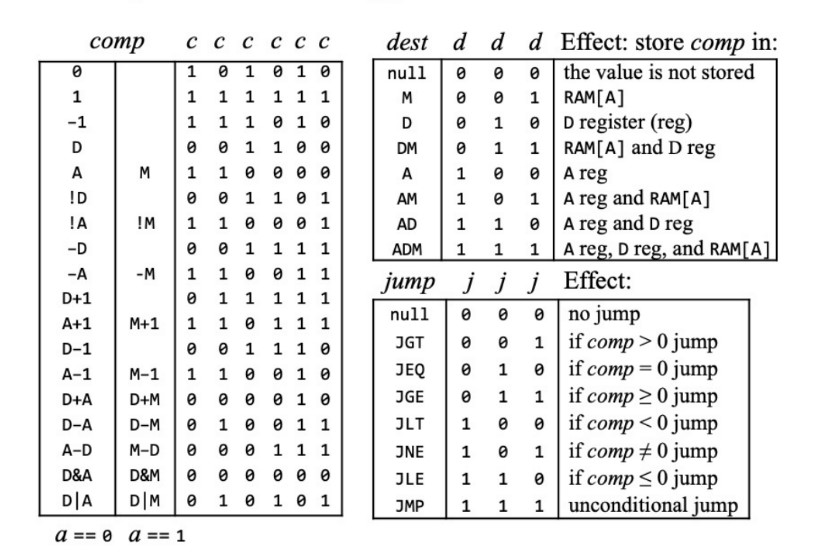 comp c c c c c c
0 1 0 1 0 1 0
1 1 1 1 1 1 1
-1 1 1 1 0 1 0
D 0 0 1 1 0 0
A M 1 1 0 0 0 0
!D 0 0 1 1 0 1
!A !M 1 1 0 0 0 1
-D 0 0 1 1 1 1
-A -M 1 1 0 0 1 1
D+1 0 1 1 1 1 1
A+1 M+1 1 1 0 1 1 1
D-1 0 0 1 1 1 0
A-1 M-1 1 1 0 0 1 0
D+A D+M 0 0 0 0 1 0
D-A D-M 0 1 0 0 1 1
A-D M-D 0 0 0 1 1 1
D&A D&M 0 0 0 0 0 0
D|A D|M 0 1 0 1 0 1
a == 0 a == 1
dest d d d Effect: store comp in:
null 0 0 0 the value is not stored
M 0 0 1 RAM[A]
D 0 1 0 D register (reg)
DM 0 1 1 RAM[A] and D reg
A 1 0 0 A reg
AM 1 0 1 A reg and RAM[A]
AD 1 1 0 A reg and D reg
ADM 1 1 1 A reg, D reg, and RAM[A]
jump j j j Effect:
null 0 0 0 no jump
JGT 0 0 1 if comp > 0 jump
JEQ 0 1 0 if comp = 0 jump
JGE 0 1 1 if comp ≥ 0 jump
JLT 1 0 0 if comp < 0 jump
JNE 1 0 1 if comp ≠ 0 jump
JLE 1 1 0 if comp ≤ 0 jump
JMP 1 1 1 unconditional jump